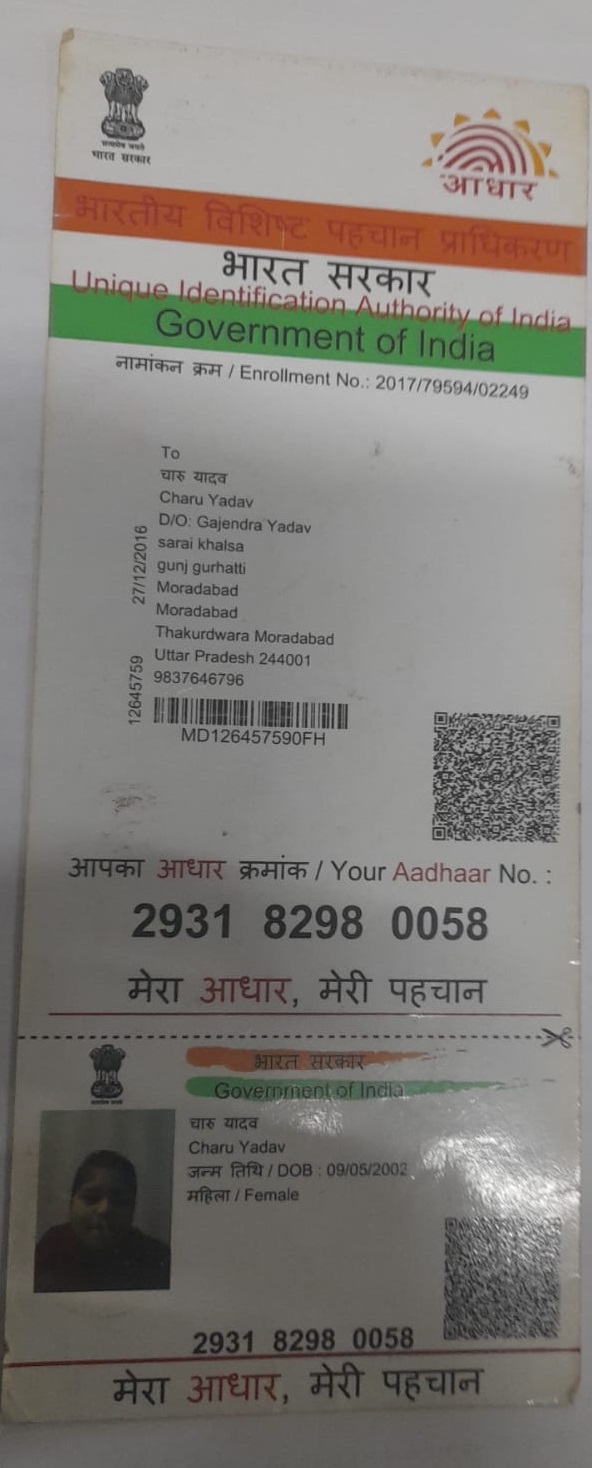 सत्यमेव जयते
भारत सरकार
आधार
भारतीय विशिष्ट पहचान प्राधिकरण
भारत सरकार
Unique Identification Authority of India
Government of India
नामांकन क्रम / Enrollment No.: 2017/79594/02249
To
चारु यादव
Charu Yadav
D/O: Gajendra Yadav
sarai khalsa
gunj gurhatti
Moradabad
Moradabad
Thakurdwara Moradabad
Uttar Pradesh 244001
9837646796
27/12/2016
12645759
MD126457590FH
आपका आधार क्रमांक / Your Aadhaar No. :
2931 8298 0058
मेरा आधार, मेरी पहचान
भारत सरकार
Government of India
चारु यादव
Charu Yadav
जन्म तिथि / DOB : 09/05/2002
महिला / Female
2931 8298 0058
मेरा आधार, मेरी पहचान